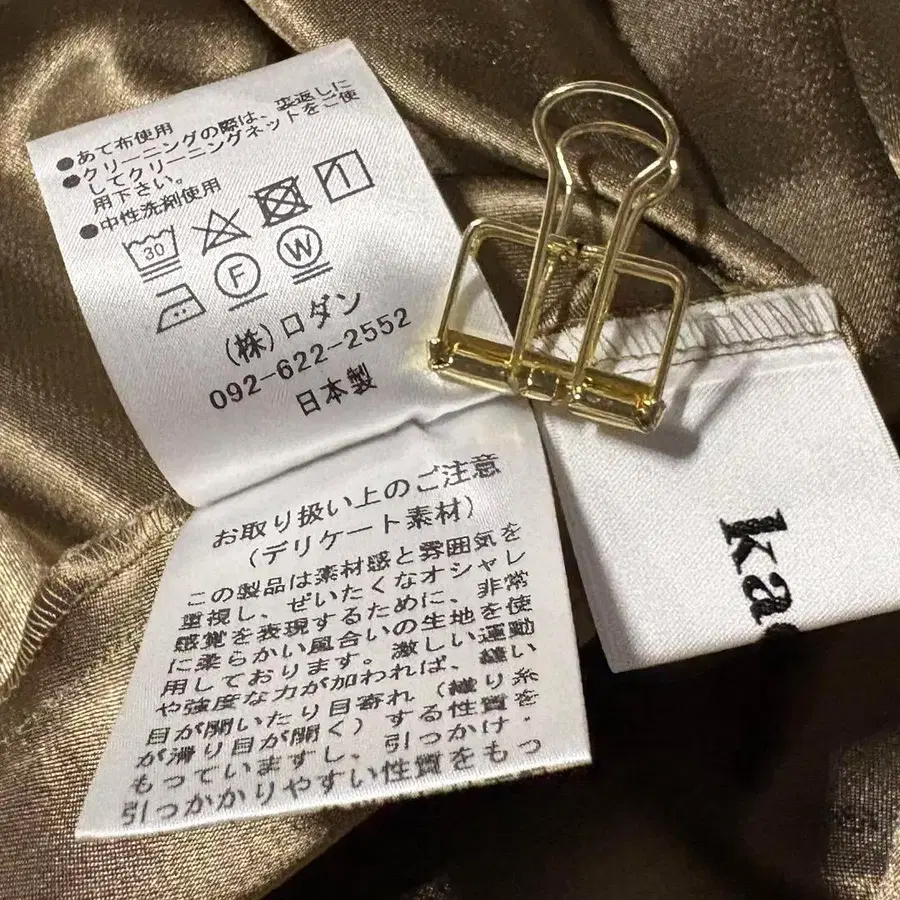 ●あて布使用
●クリーニングの際は、裏返しに
してクリーニングネットをご使
用下さい。
●中性洗剤使用
30
F
W
(株)ロダン
092-622-2552
日本製
お取り扱い上のご注意
(デリケート素材)
この製品は素材感と雰囲気を
重視し、ぜいたくなオシャレ
感覚を表現するために、非常
に柔らかい風合いの生地を使
用しております。激しい運動
や強度な力が加われば、縫い
目が開いたり目寄れ(織り糸
が滑り目が開く)する性質を
もっていますし、引っかけ・
引っかかりやすい性質をもっ
ka